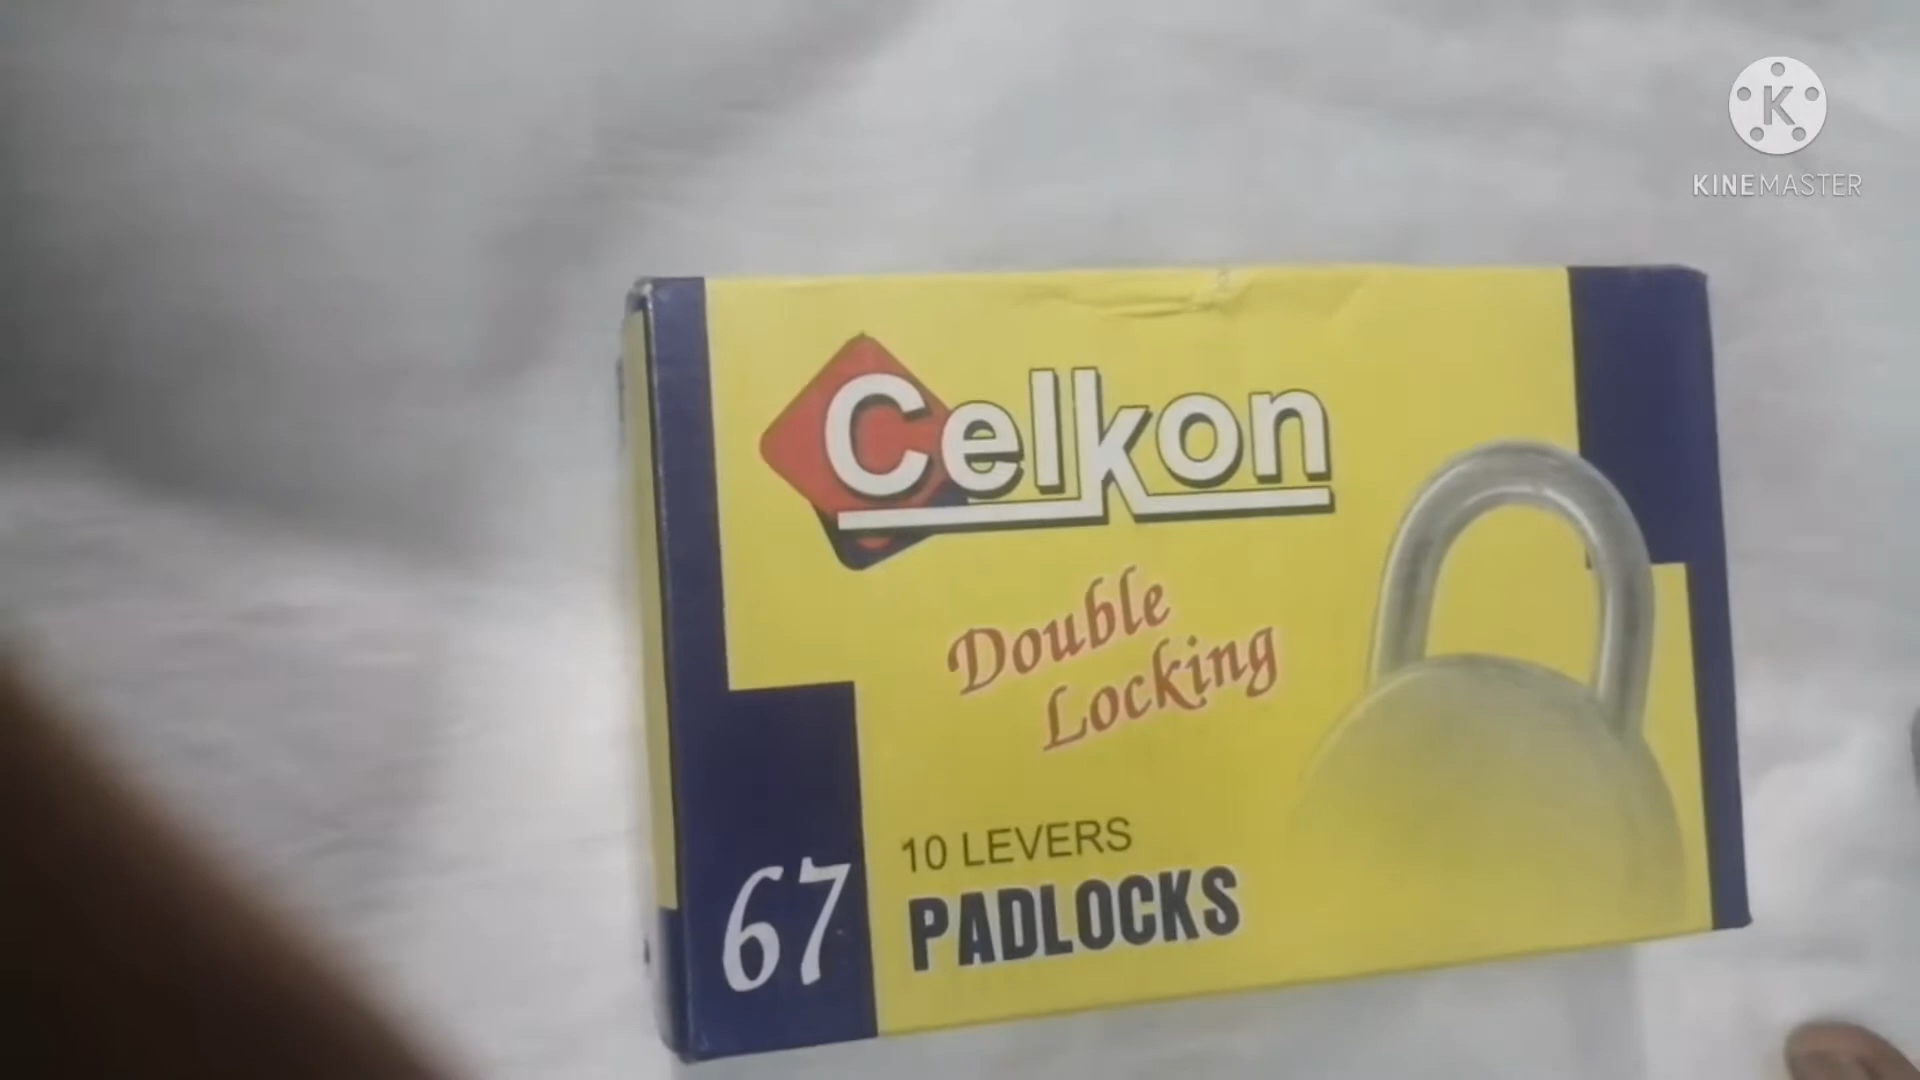 KINEMASTER
Celkon
Double
Locking
10 LEVERS
67
PADLOCKS